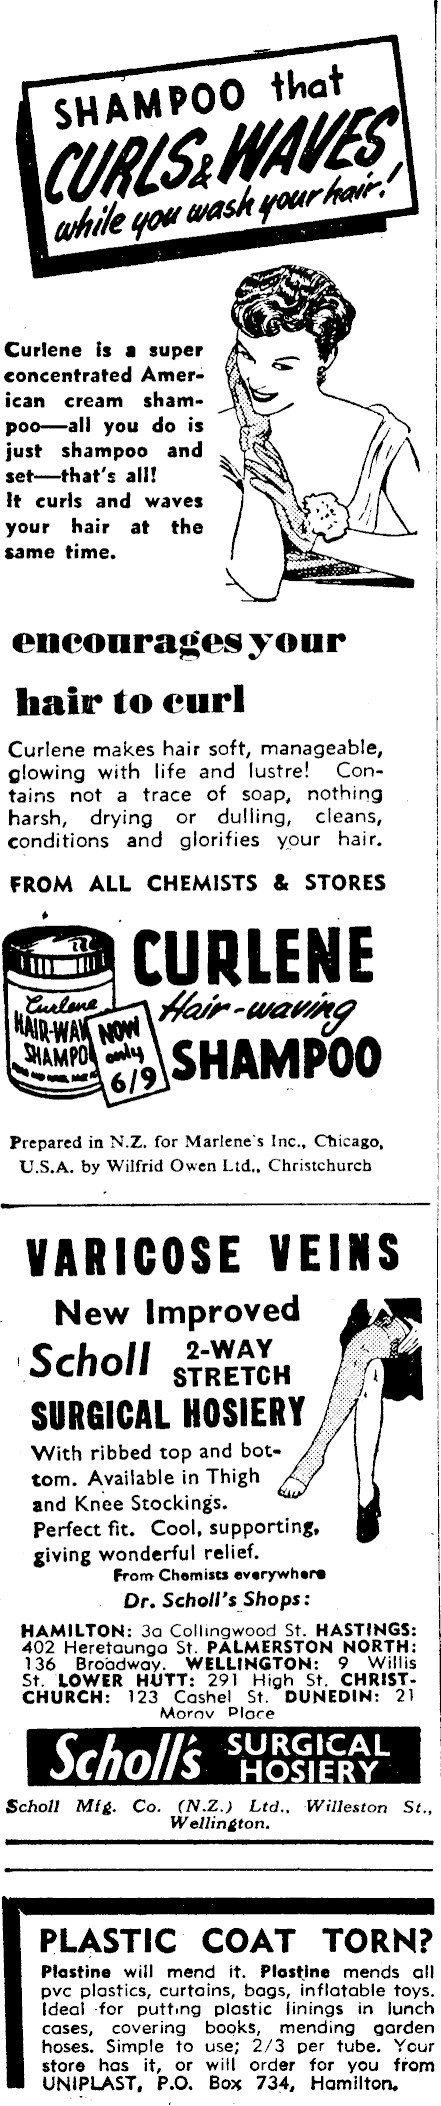 SHAMPOO that
CURLS & WAVES
while you wash your hair!
Curlene is a super
concentrated Amer-
ican cream sham-
poo—all you do is
just shampoo and
set—that's all!
It curls and waves
your hair at the
same time.
encourages your
hair to curl
Curlene makes hair soft, manageable,
glowing with life and lustre! Con-
tains not a trace of soap, nothing
harsh, drying or dulling, cleans,
conditions and glorifies your hair.
FROM ALL CHEMISTS & STORES
CURLENE
Hair-waving
SHAMPOO
Curlene
HAIR-WAV
SHAMPO
NOW
only
6/9
Prepared in N.Z. for Marlene's Inc., Chicago,
U.S.A. by Wilfrid Owen Ltd., Christchurch
VARICOSE VEINS
New Improved
Scholl 2-WAY
STRETCH
SURGICAL HOSIERY
With ribbed top and bot-
tom. Available in Thigh
and Knee Stockings.
Perfect fit. Cool, supporting,
giving wonderful relief.
From Chemists everywhere
Dr. Scholl's Shops:
HAMILTON: 3a Collingwood St. HASTINGS:
402 Heretaunga St. PALMERSTON NORTH:
136 Broadway. WELLINGTON: 9 Willis
St. LOWER HUTT: 291 High St. CHRIST-
CHURCH: 123 Cashel St. DUNEDIN: 21
Moray Place
Scholl's SURGICAL
HOSIERY
Scholl Mfg. Co. (N.Z.) Ltd., Willeston St.,
Wellington.
PLASTIC COAT TORN?
Plastine will mend it. Plastine mends all
pvc plastics, curtains, bags, inflatable toys.
Ideal for putting plastic linings in lunch
cases, covering books, mending garden
hoses. Simple to use; 2/3 per tube. Your
store has it, or will order for you from
UNIPLAST, P.O. Box 734, Hamilton.